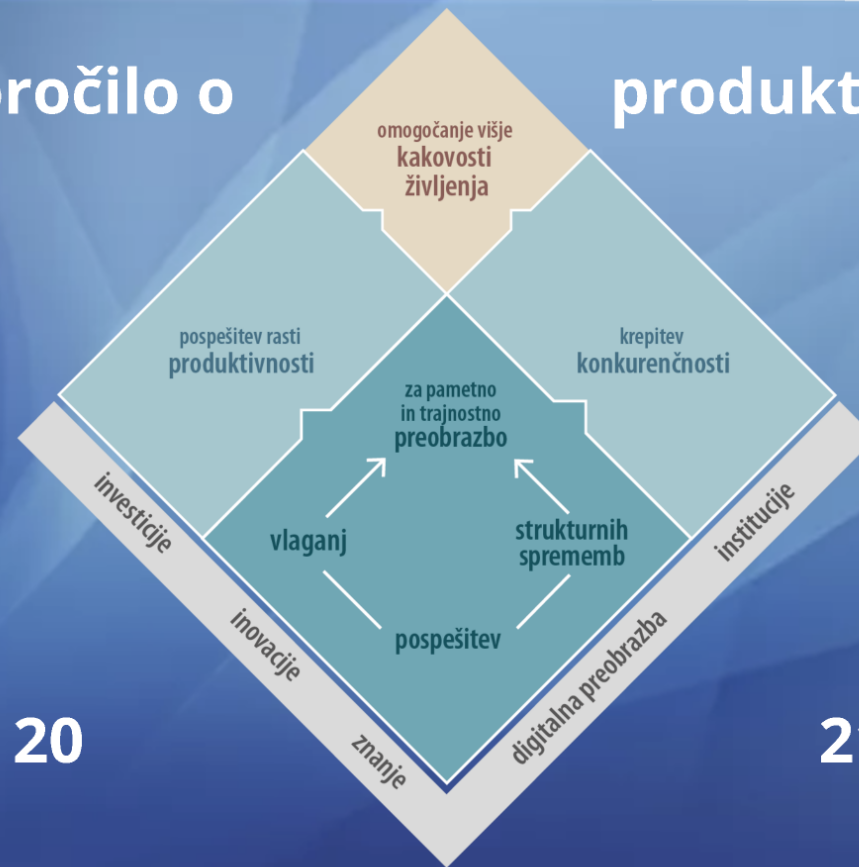 ročilo o
produkt
omogočanje višje
kakovosti
življenja
pospešitev rasti
produktivnosti
krepitev
konkurenčnosti
za pametno
in trajnostno
preobrazbo
vlaganj
strukturnih
sprememb
pospešitev
investicije
inovacije
znanje
digitalna preobrazba
institucije
20